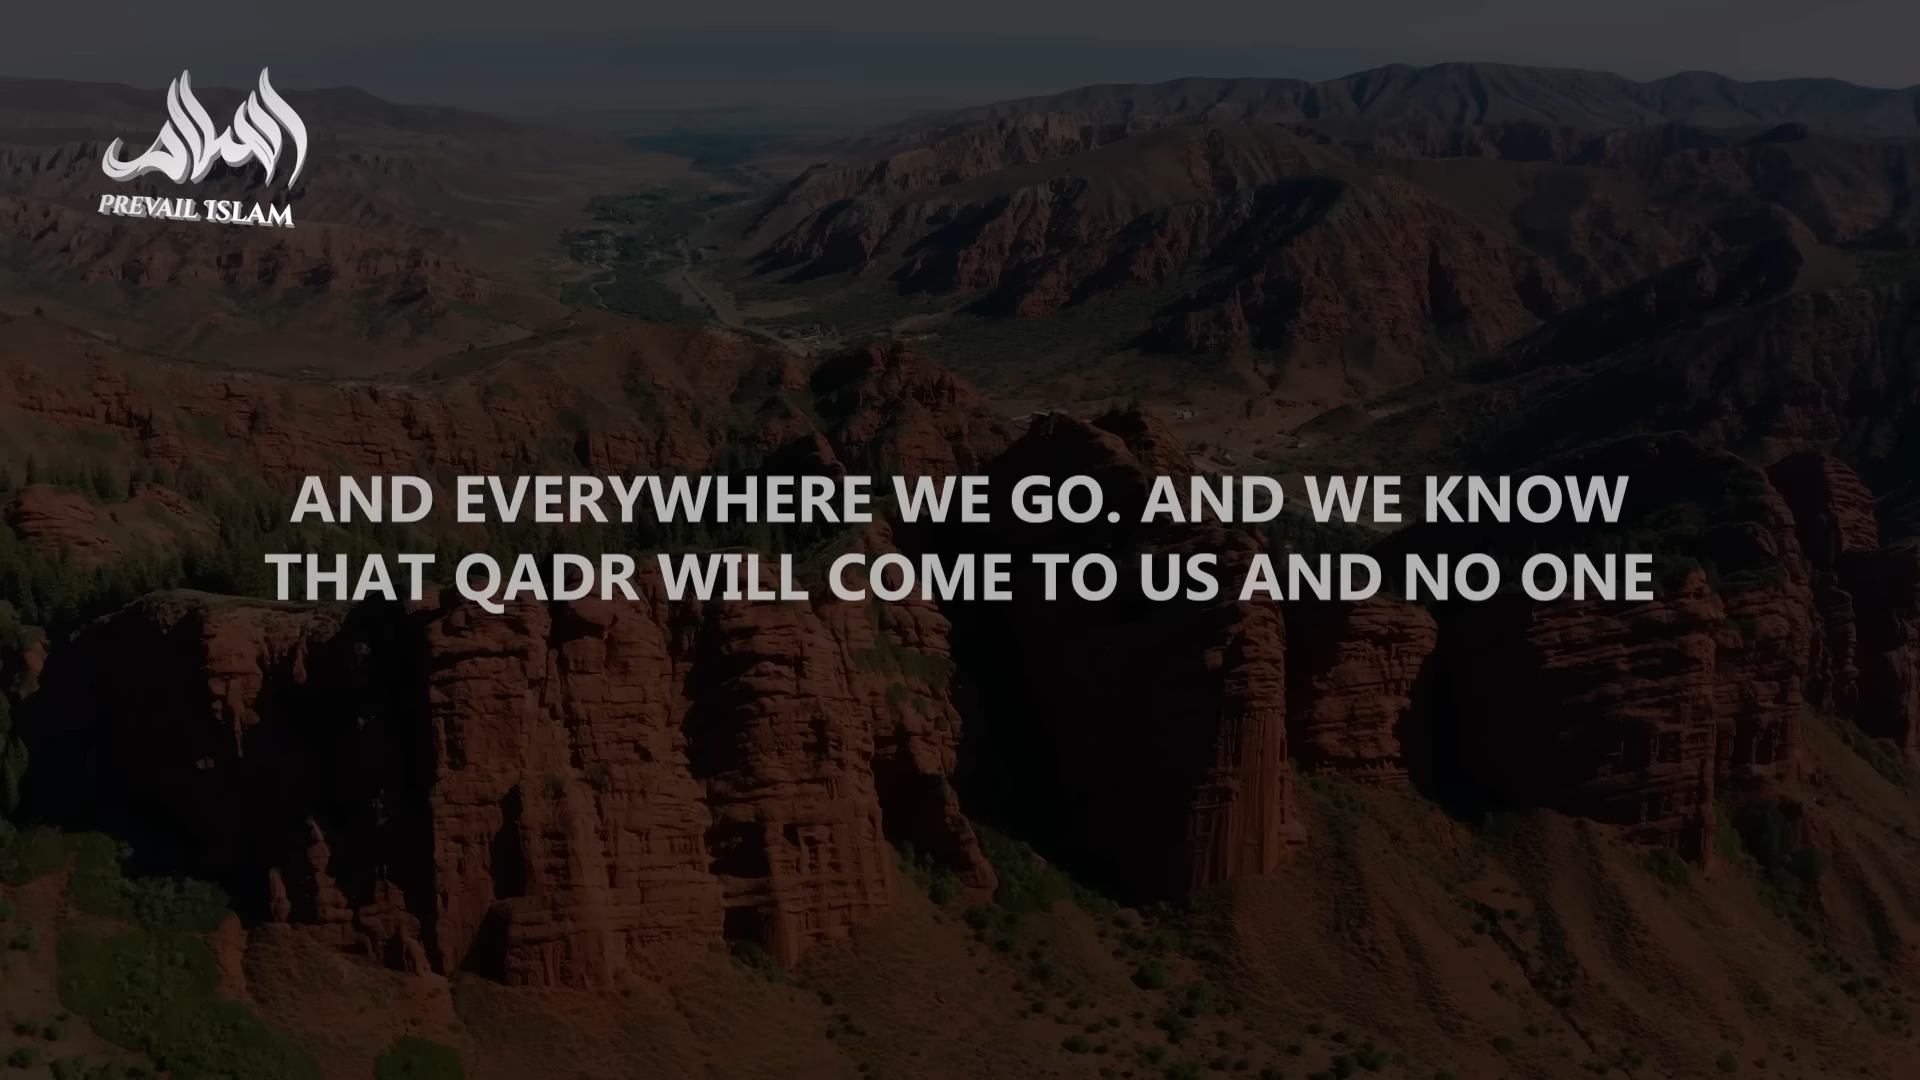 PREVAIL ISLAM
AND EVERYWHERE WE GO. AND WE KNOW
THAT QADR WILL COME TO US AND NO ONE